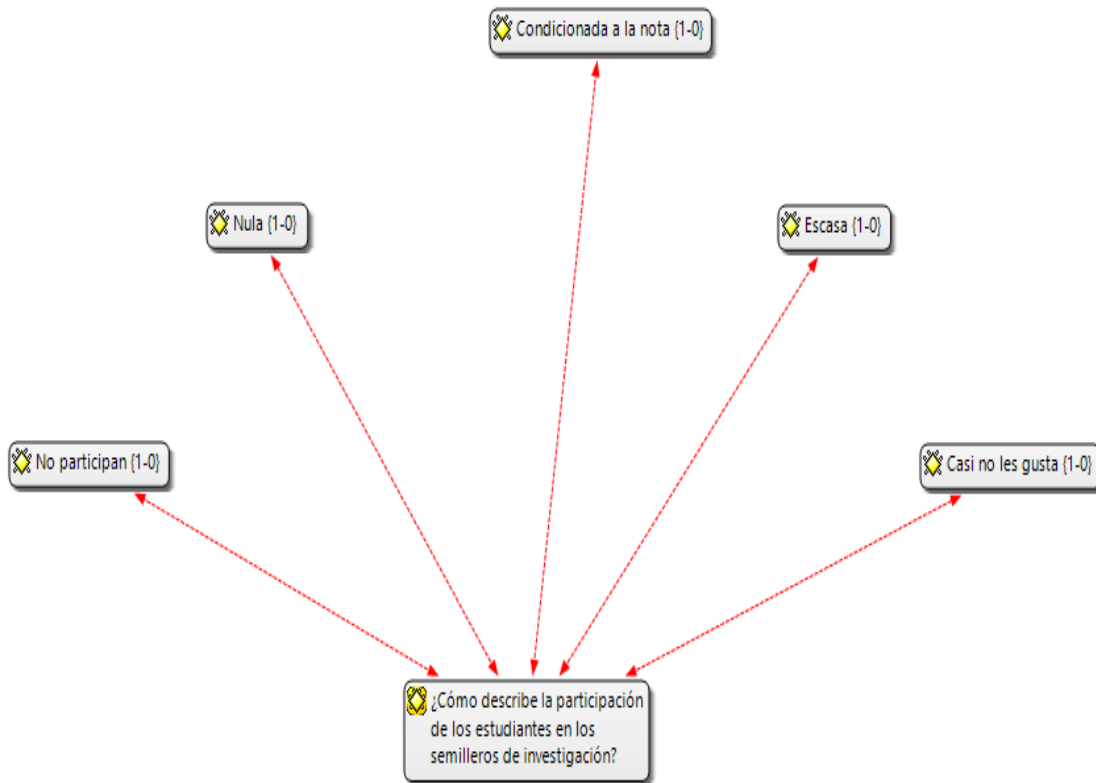 Condicionada a la nota {1-0}
Nula {1-0}
Escasa {1-0}
No participan {1-0}
Casi no les gusta {1-0}
¿Cómo describe la participación
de los estudiantes en los
semilleros de investigación?